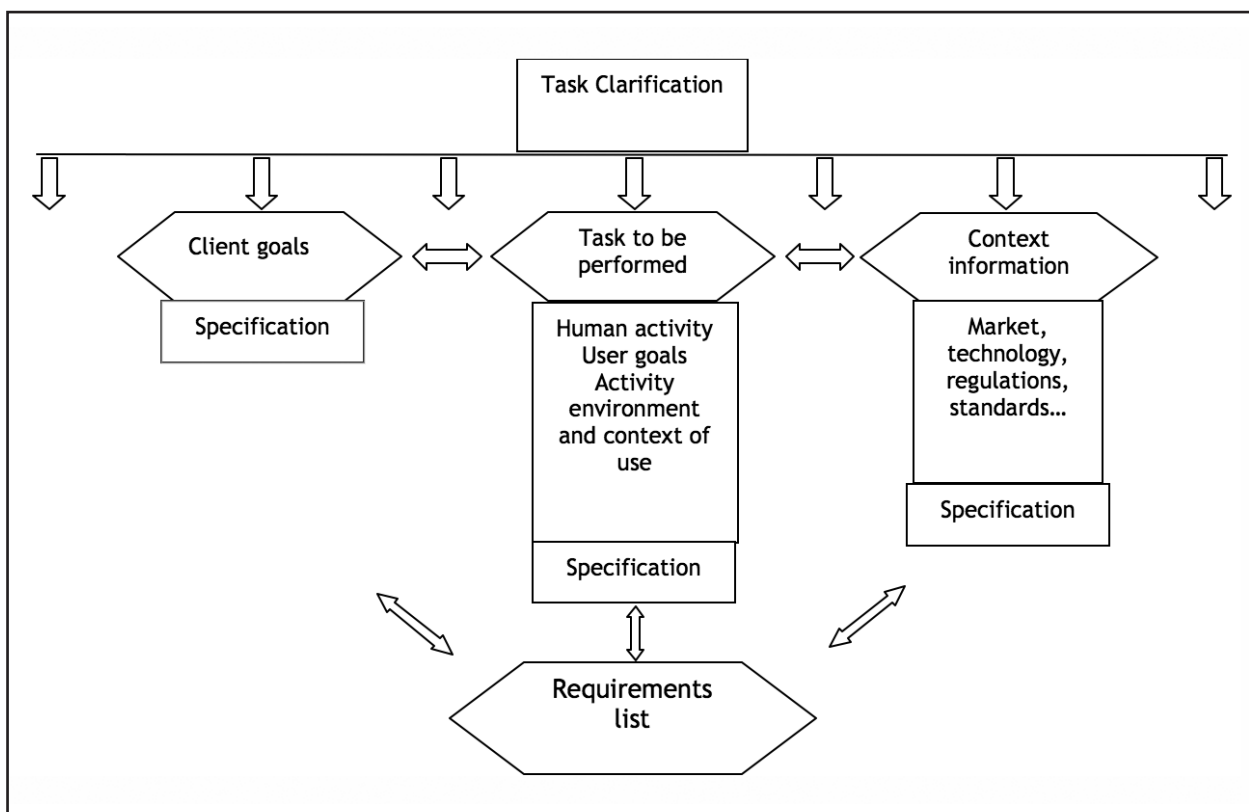 Task Clarification
Client goals
Specification
Task to be
performed
Human activity
User goals
Activity
environment
and context of
use
Specification
Context
information
Market,
technology,
regulations,
standards…
Specification
Requirements
list